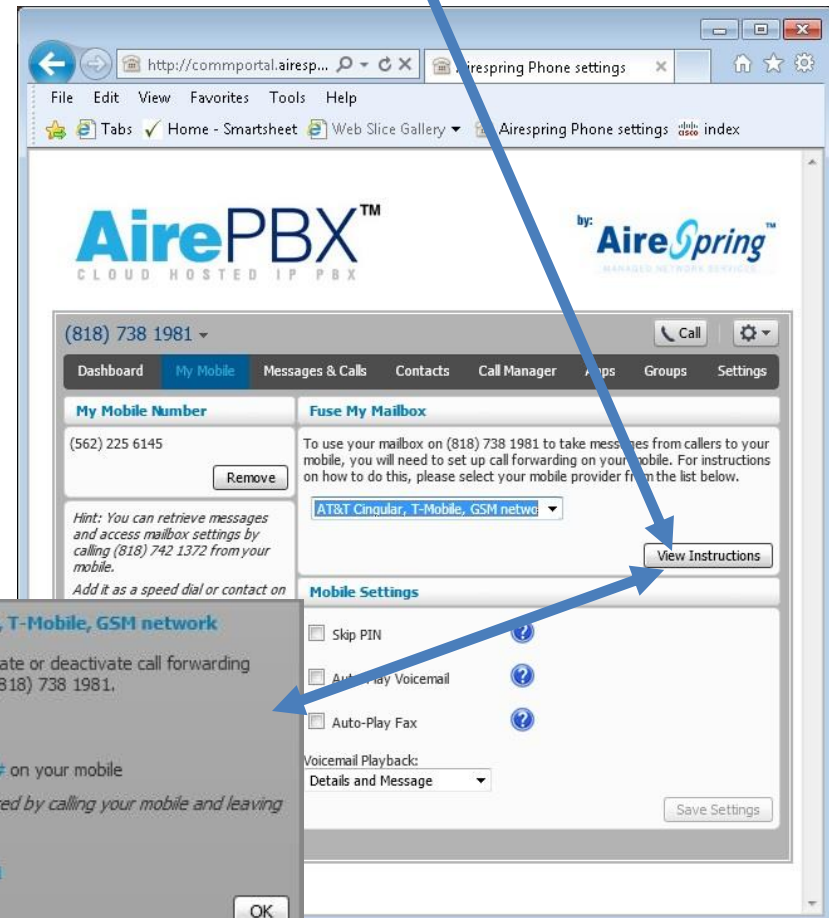 http://commportal.airesp...
Airespring Phone settings
File Edit View Favorites Tools Help
Tabs Home - Smartsheet Web Slice Gallery Airespring Phone settings cisco index
AirePBX™
CLOUD HOSTED IP PBX
by:
AireSpring™
MANAGED NETWORK SERVICES
(818) 738 1981
Call
Dashboard My Mobile Messages & Calls Contacts Call Manager Apps Groups Settings
My Mobile Number
(562) 225 6145
Remove
Hint: You can retrieve messages
and access mailbox settings by
calling (818) 742 1372 from your
mobile.
Add it as a speed dial or contact on
Fuse My Mailbox
To use your mailbox on (818) 738 1981 to take messages from callers to your
mobile, you will need to set up call forwarding on your mobile. For instructions
on how to do this, please select your mobile provider from the list below.
AT&T Cingular, T-Mobile, GSM netwo
View Instructions
Mobile Settings
Skip PIN
Auto-Play Voicemail
Auto-Play Fax
Voicemail Playback:
Details and Message
Save Settings
, T-Mobile, GSM network
ate or deactivate call forwarding
818) 738 1981.
# on your mobile
ed by calling your mobile and leaving
OK